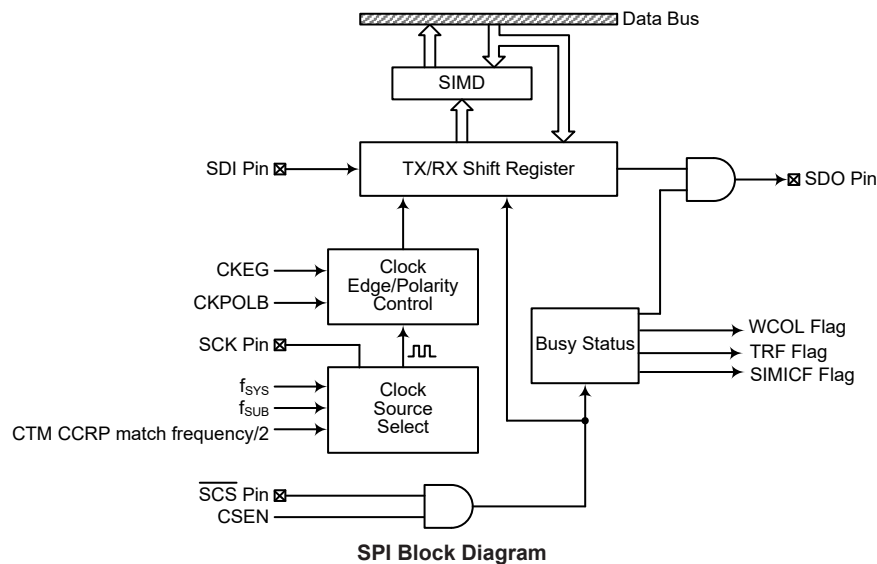 Data Bus
SIMD
SDI Pin
TX/RX Shift Register
SDO Pin
CKEG
CKPOLB
Clock
Edge/Polarity
Control
SCK Pin
Busy Status
WCOL Flag
TRF Flag
SIMICF Flag
fSYS
fSUB
CTM CCRP match frequency/2
Clock
Source
Select
SCS Pin
CSEN
SPI Block Diagram